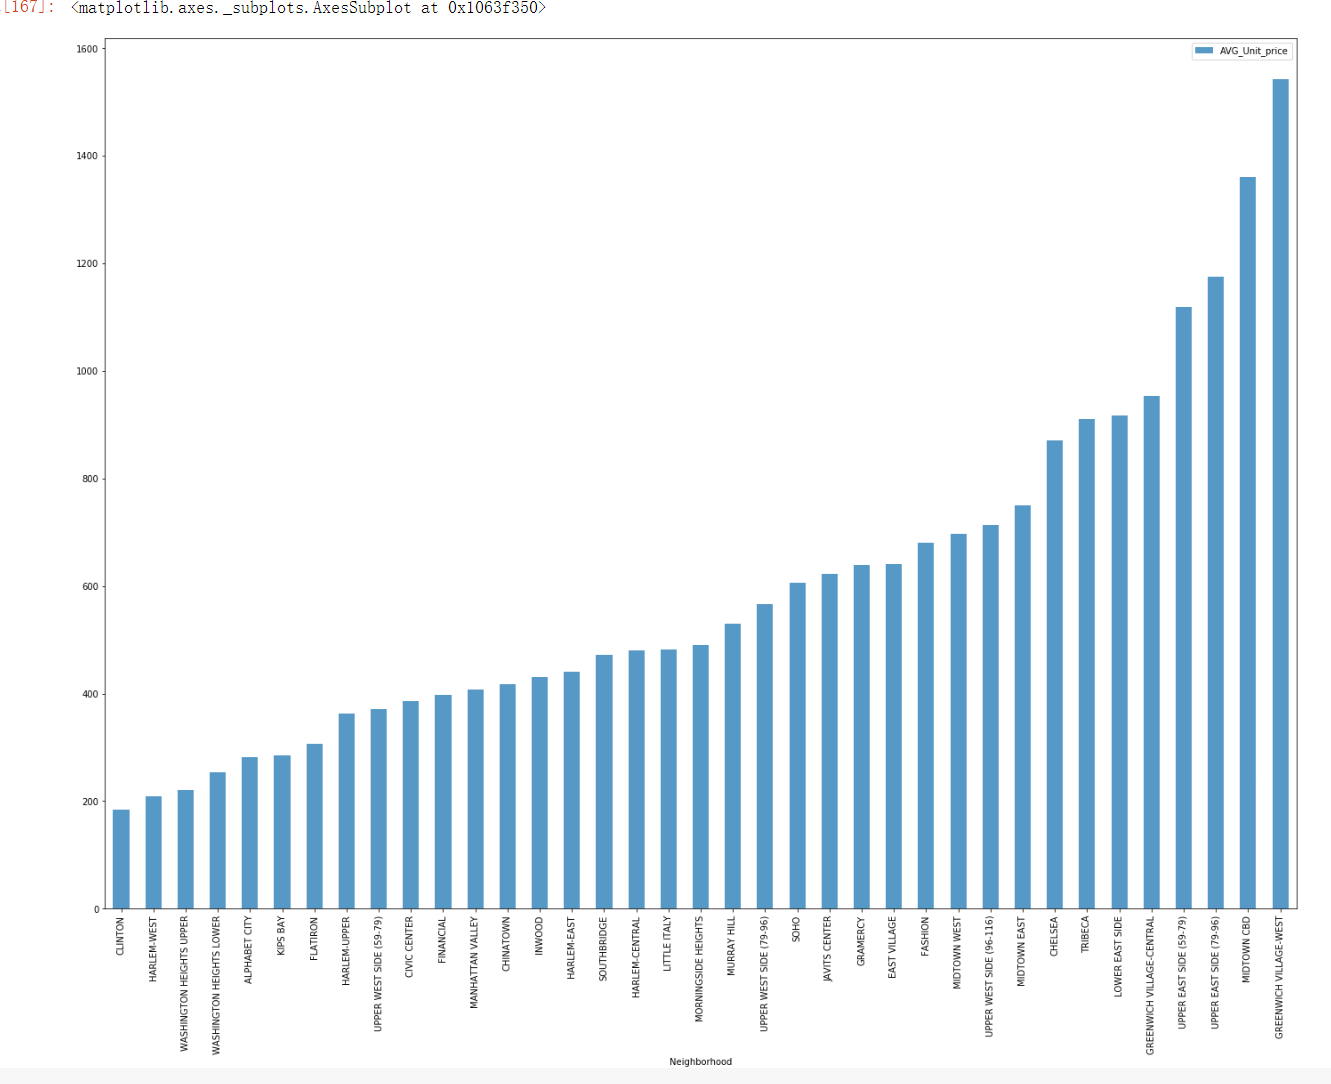 [167]: <matplotlib.axes._subplots.AxesSubplot at 0x1063f350>
AVG_Unit_price
1600
1400
1200
1000
800
600
400
200
0
CLINTON
HARLEM-WEST
WASHINGTON HEIGHTS UPPER
WASHINGTON HEIGHTS LOWER
ALPHABET CITY
KIPS BAY
FLATIRON
HARLEM-UPPER
UPPER WEST SIDE (59-79)
CIVIC CENTER
FINANCIAL
MANHATTAN VALLEY
CHINATOWN
INWOOD
HARLEM-EAST
SOUTHBRIDGE
HARLEM-CENTRAL
LITTLE ITALY
MORNINGSIDE HEIGHTS
MURRAY HILL
UPPER WEST SIDE (79-96)
SOHO
JAVITS CENTER
GRAMERCY
EAST VILLAGE
FASHION
MIDTOWN WEST
UPPER WEST SIDE (96-116)
MIDTOWN EAST
CHELSEA
TRIBECA
LOWER EAST SIDE
GREENWICH VILLAGE-CENTRAL
UPPER EAST SIDE (59-79)
UPPER EAST SIDE (79-96)
MIDTOWN CBD
GREENWICH VILLAGE-WEST
Neighborhood